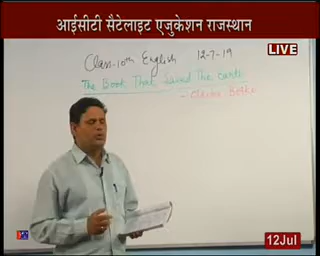 आईसीटी सैटेलाइट एजुकेशन राजस्थान
LIVE
Class-10th English 12-7-19
The Book That Saved The earth
- Claire Boiko
12Jul